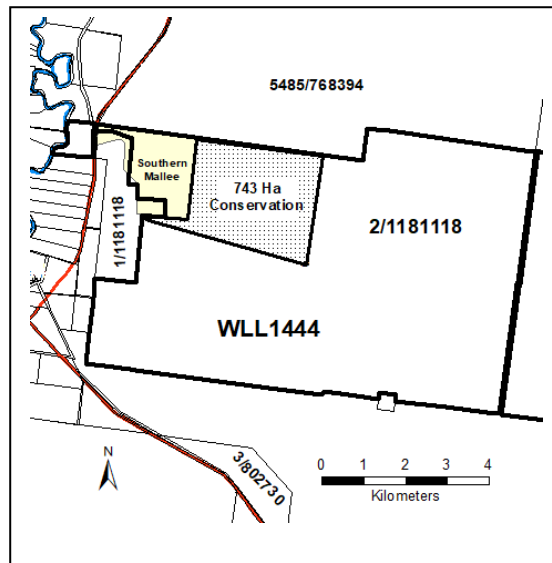 5485/768394
Southern
Mallee
743 Ha
Conservation
2/1181118
1/1181118
WLL1444
N
3/802730
0 1 2 3 4
Kilometers